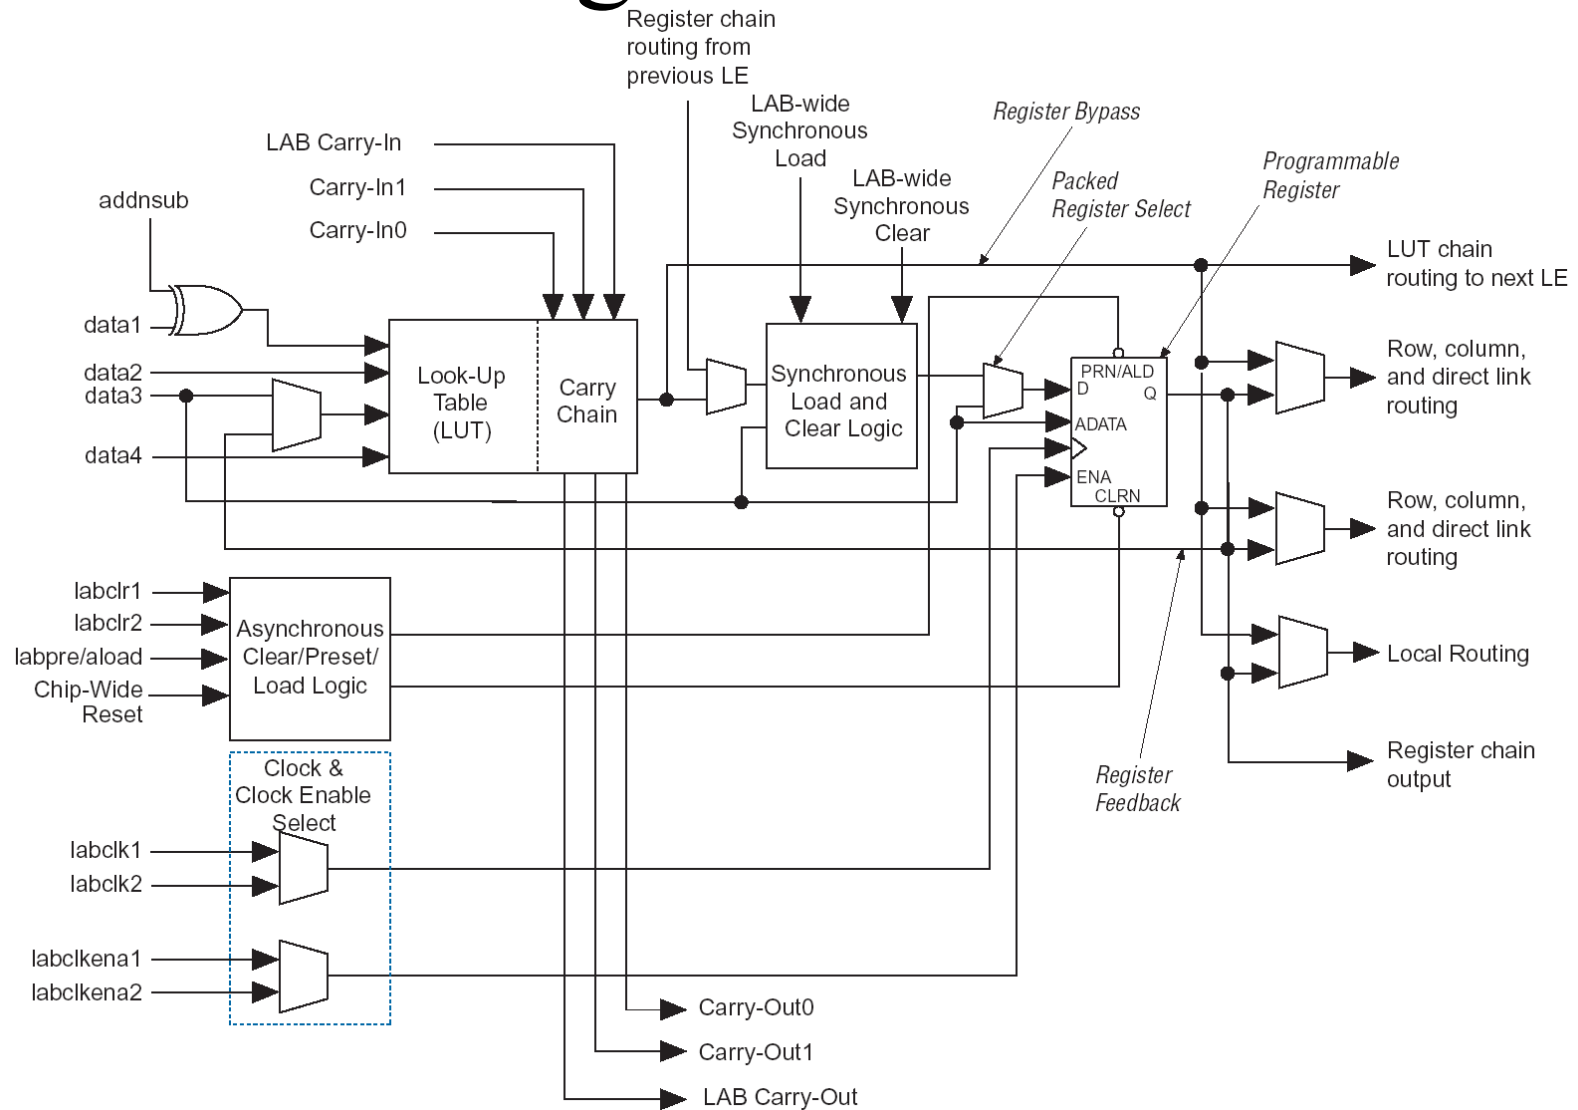 Register chain
routing from
previous LE
LAB-wide
Synchronous
Load
Register Bypass
LAB Carry-In
Programmable
Register
Packed
Register Select
LAB-wide
Synchronous
Clear
Carry-In1
addnsub
Carry-In0
LUT chain
routing to next LE
data1
data2
data3
data4
Look-Up
Table
(LUT)
Carry
Chain
Synchronous
Load and
Clear Logic
PRN/ALD
D
Q
ADATA
ENA
CLRN
Row, column,
and direct link
routing
Row, column,
and direct link
routing
labclr1
labclr2
labpre/aload
Chip-Wide
Reset
Asynchronous
Clear/Preset/
Load Logic
Local Routing
Register chain
output
Register
Feedback
Clock &
Clock Enable
Select
labclk1
labclk2
labclkena1
labclkena2
Carry-Out0
Carry-Out1
LAB Carry-Out